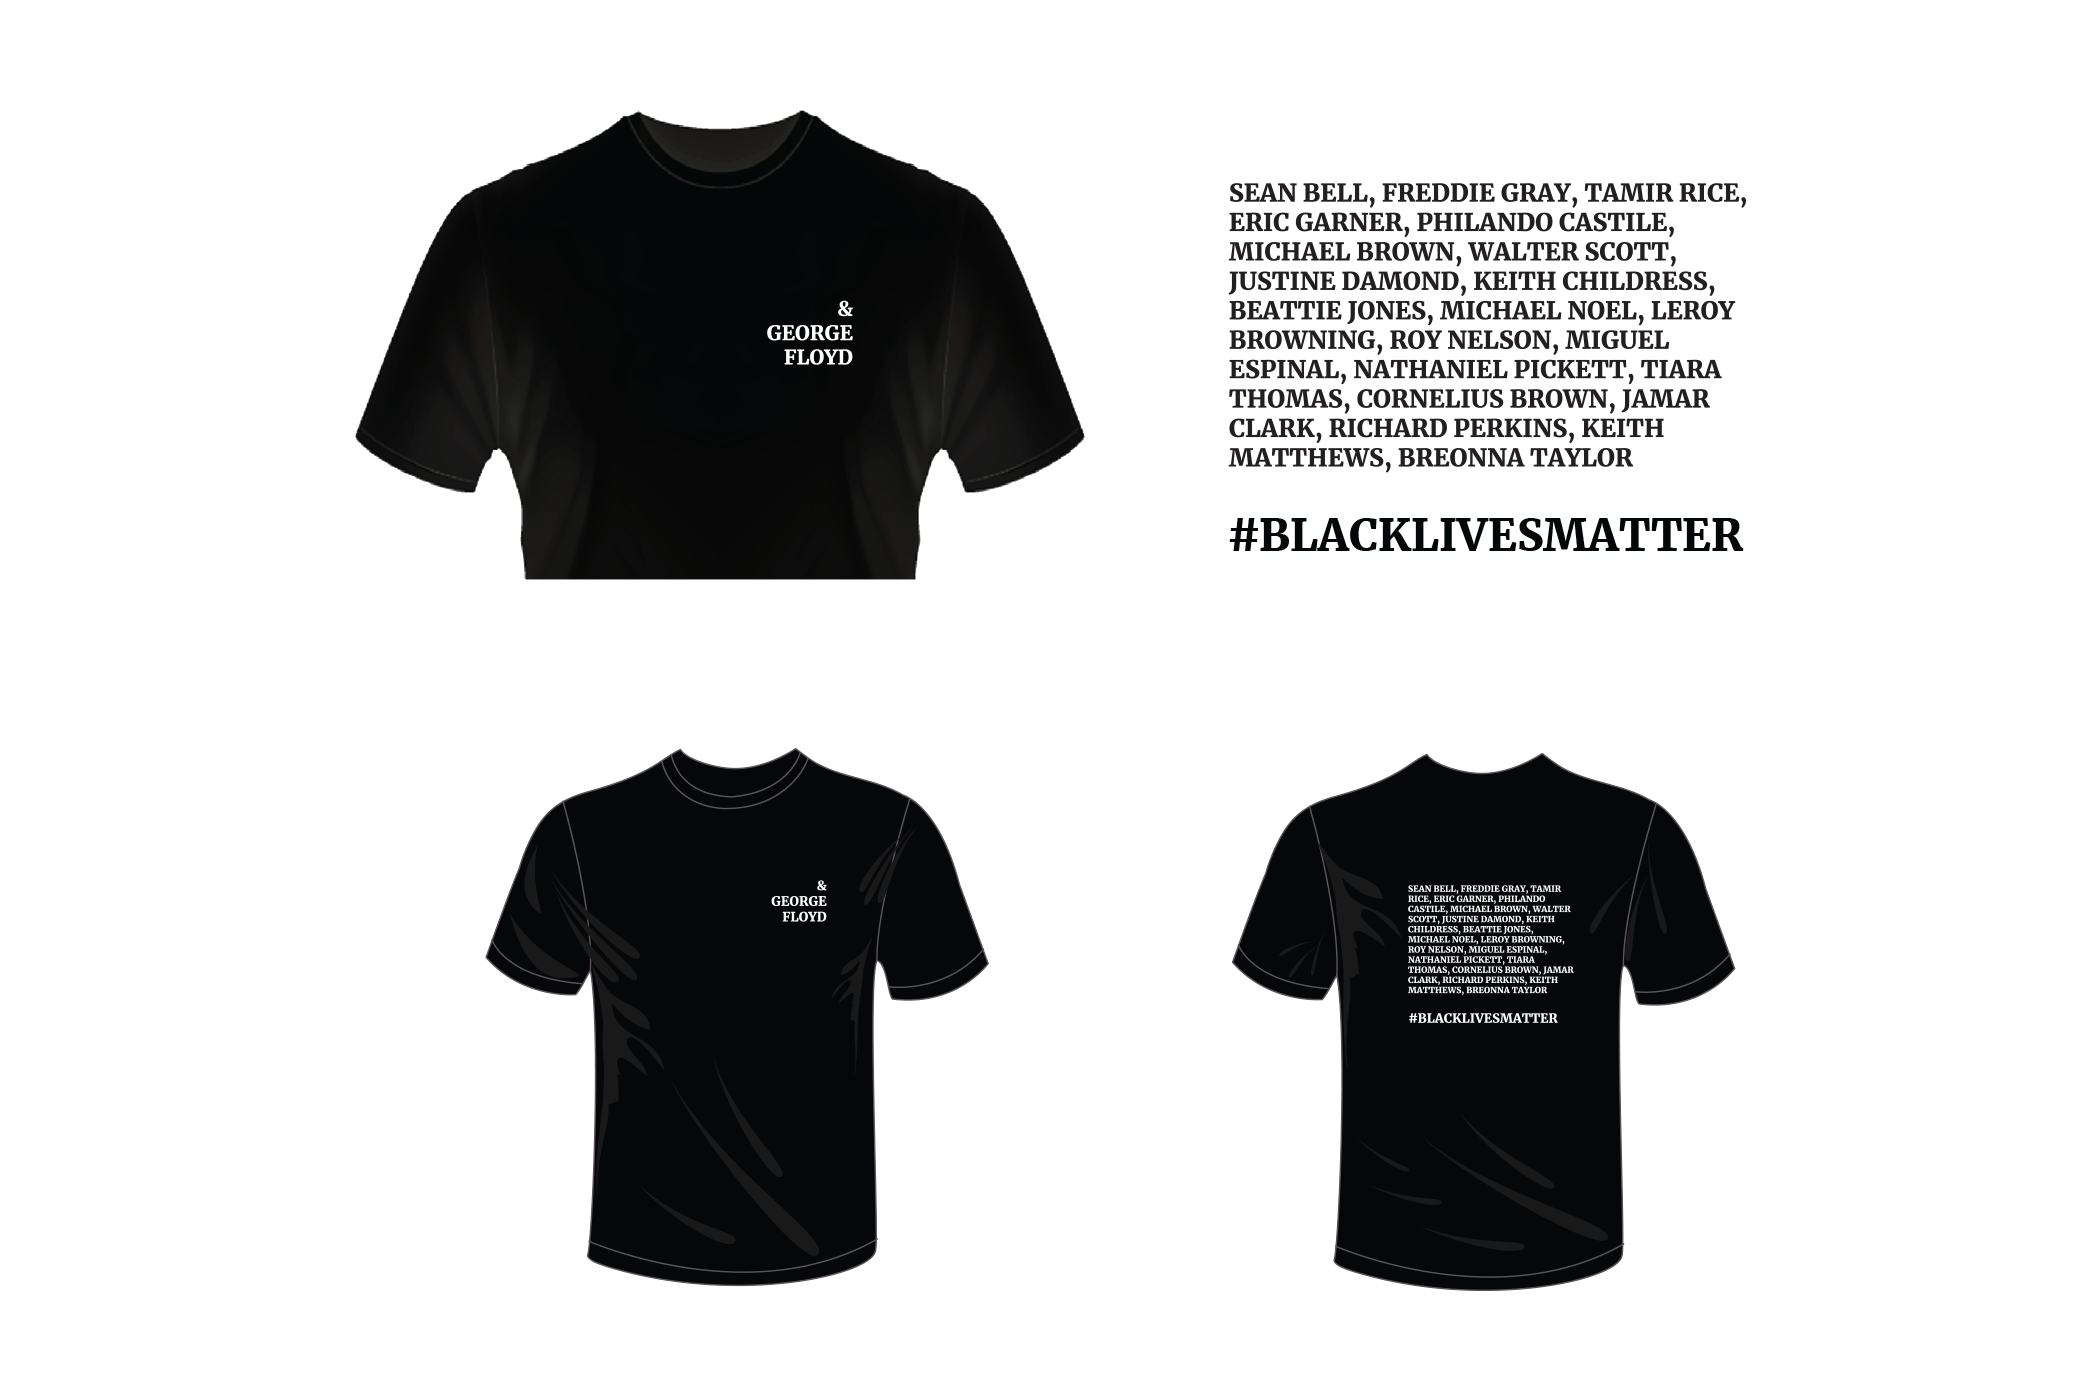 &
GEORGE
FLOYD
SEAN BELL, FREDDIE GRAY, TAMIR RICE,
ERIC GARNER, PHILANDO CASTILE,
MICHAEL BROWN, WALTER SCOTT,
JUSTINE DAMOND, KEITH CHILDRESS,
BEATTIE JONES, MICHAEL NOEL, LEROY
BROWNING, ROY NELSON, MIGUEL
ESPINAL, NATHANIEL PICKETT, TIARA
THOMAS, CORNELIUS BROWN, JAMAR
CLARK, RICHARD PERKINS, KEITH
MATTHEWS, BREONNA TAYLOR
#BLACKLIVESMATTER
&
GEORGE
FLOYD
SEAN BELL, FREDDIE GRAY, TAMIR
RICE, ERIC GARNER, PHILANDO
CASTILE, MICHAEL BROWN, WALTER
SCOTT, JUSTINE DAMOND, KEITH
CHILDRESS, BEATTIE JONES,
MICHAEL NOEL, LEROY BROWNING,
ROY NELSON, MIGUEL ESPINAL,
NATHANIEL PICKETT, TIARA
THOMAS, CORNELIUS BROWN, JAMAR
CLARK, RICHARD PERKINS, KEITH
MATTHEWS, BREONNA TAYLOR
#BLACKLIVESMATTER